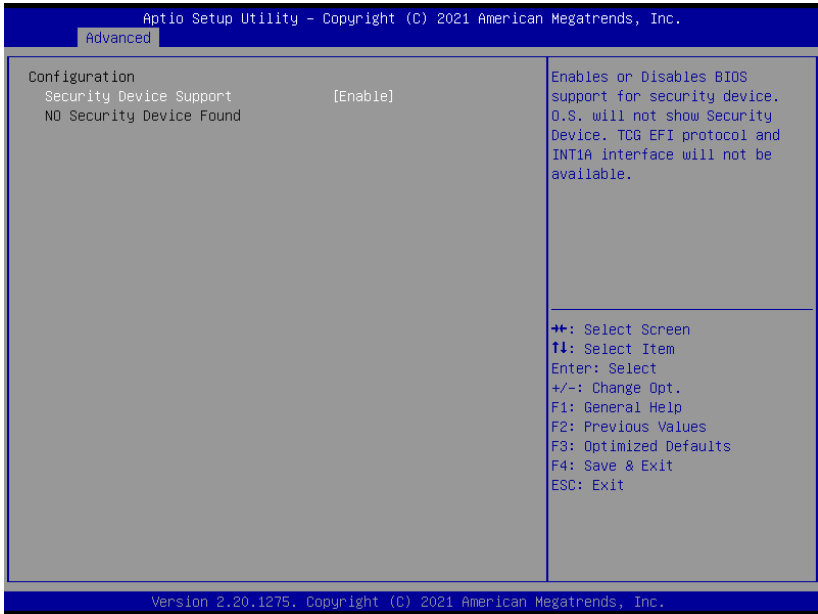 Aptio Setup Utility – Copyright (C) 2021 American Megatrends, Inc.
Advanced
Configuration
Security Device Support [Enable]
NO Security Device Found
Enables or Disables BIOS
support for security device.
O.S. will not show Security
Device. TCG EFI protocol and
INT1A interface will not be
available.
→←: Select Screen
↑↓: Select Item
Enter: Select
+/-: Change Opt.
F1: General Help
F2: Previous Values
F3: Optimized Defaults
F4: Save & Exit
ESC: Exit
Version 2.20.1275. Copyright (C) 2021 American Megatrends, Inc.